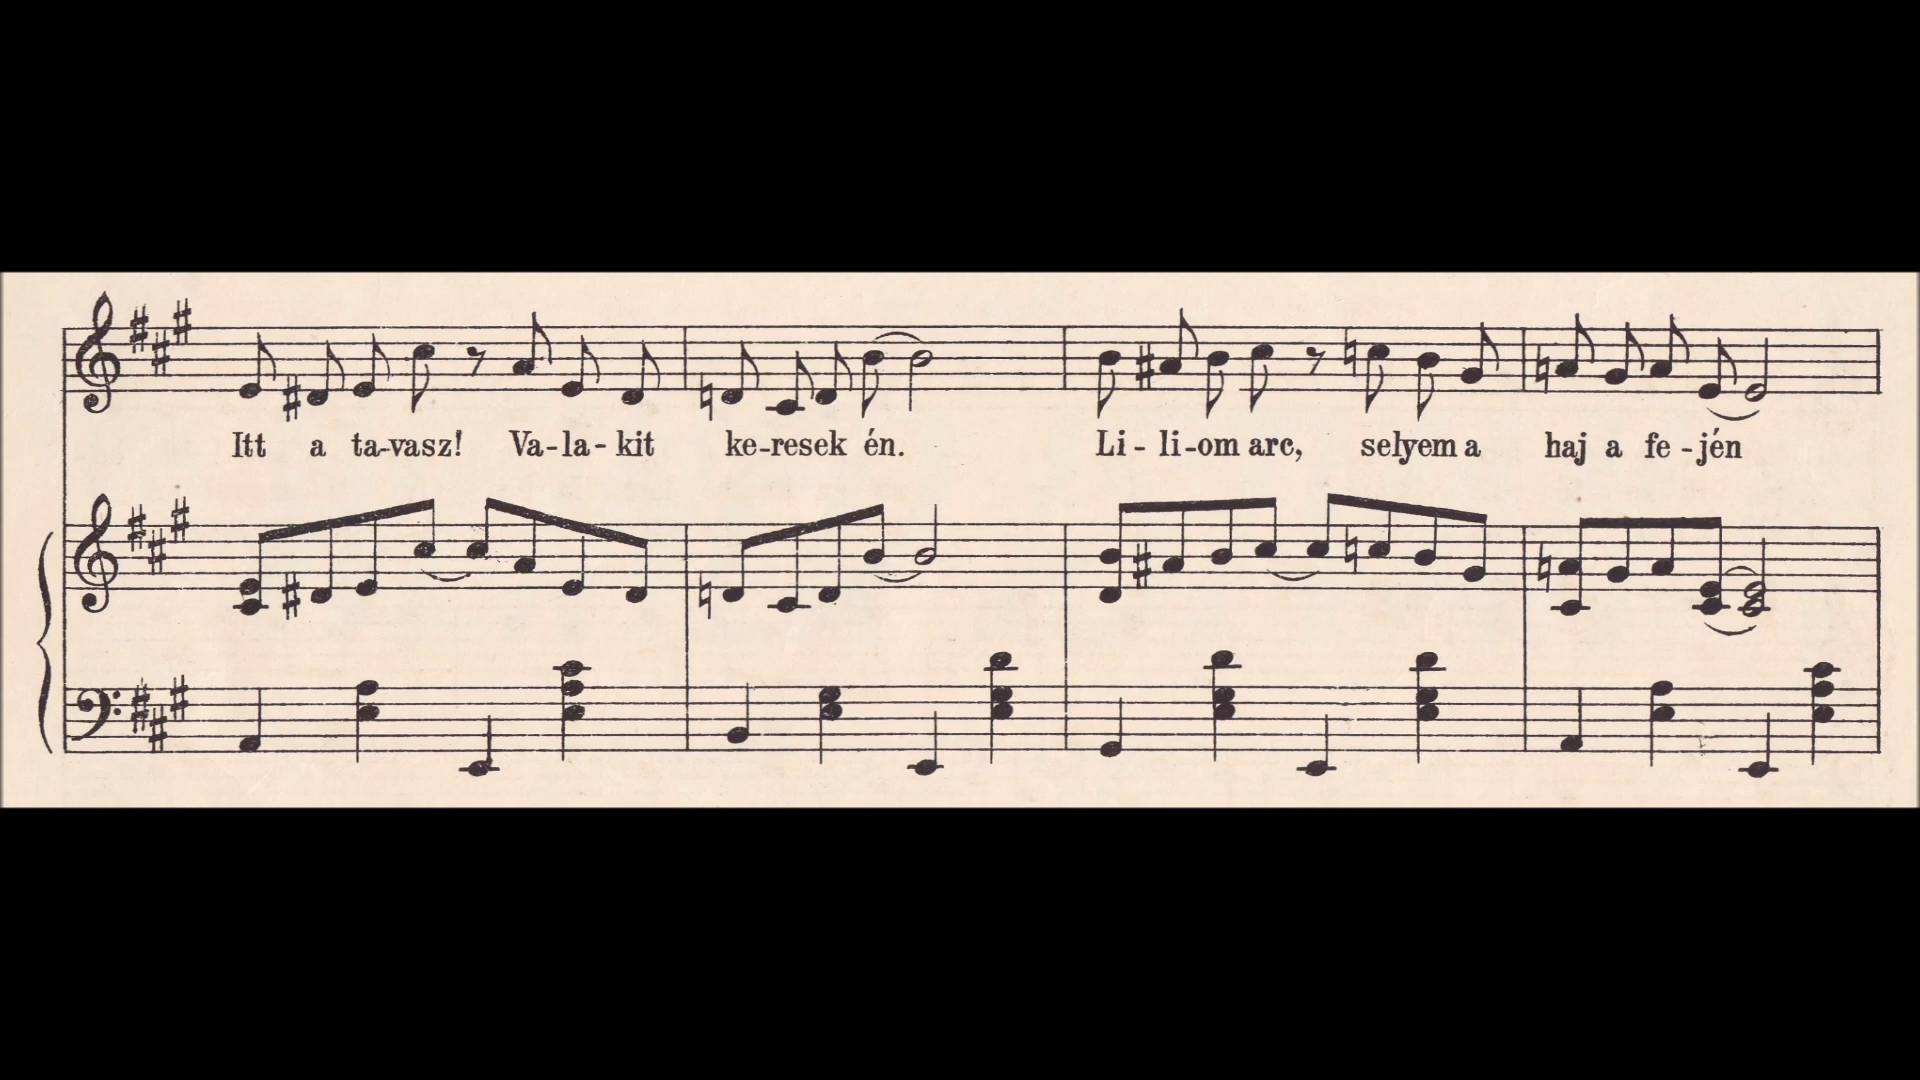 Itt a ta-vasz! Va-la-kit ke-resek én. Li-li-om arc, selyem a haj a fe-jén